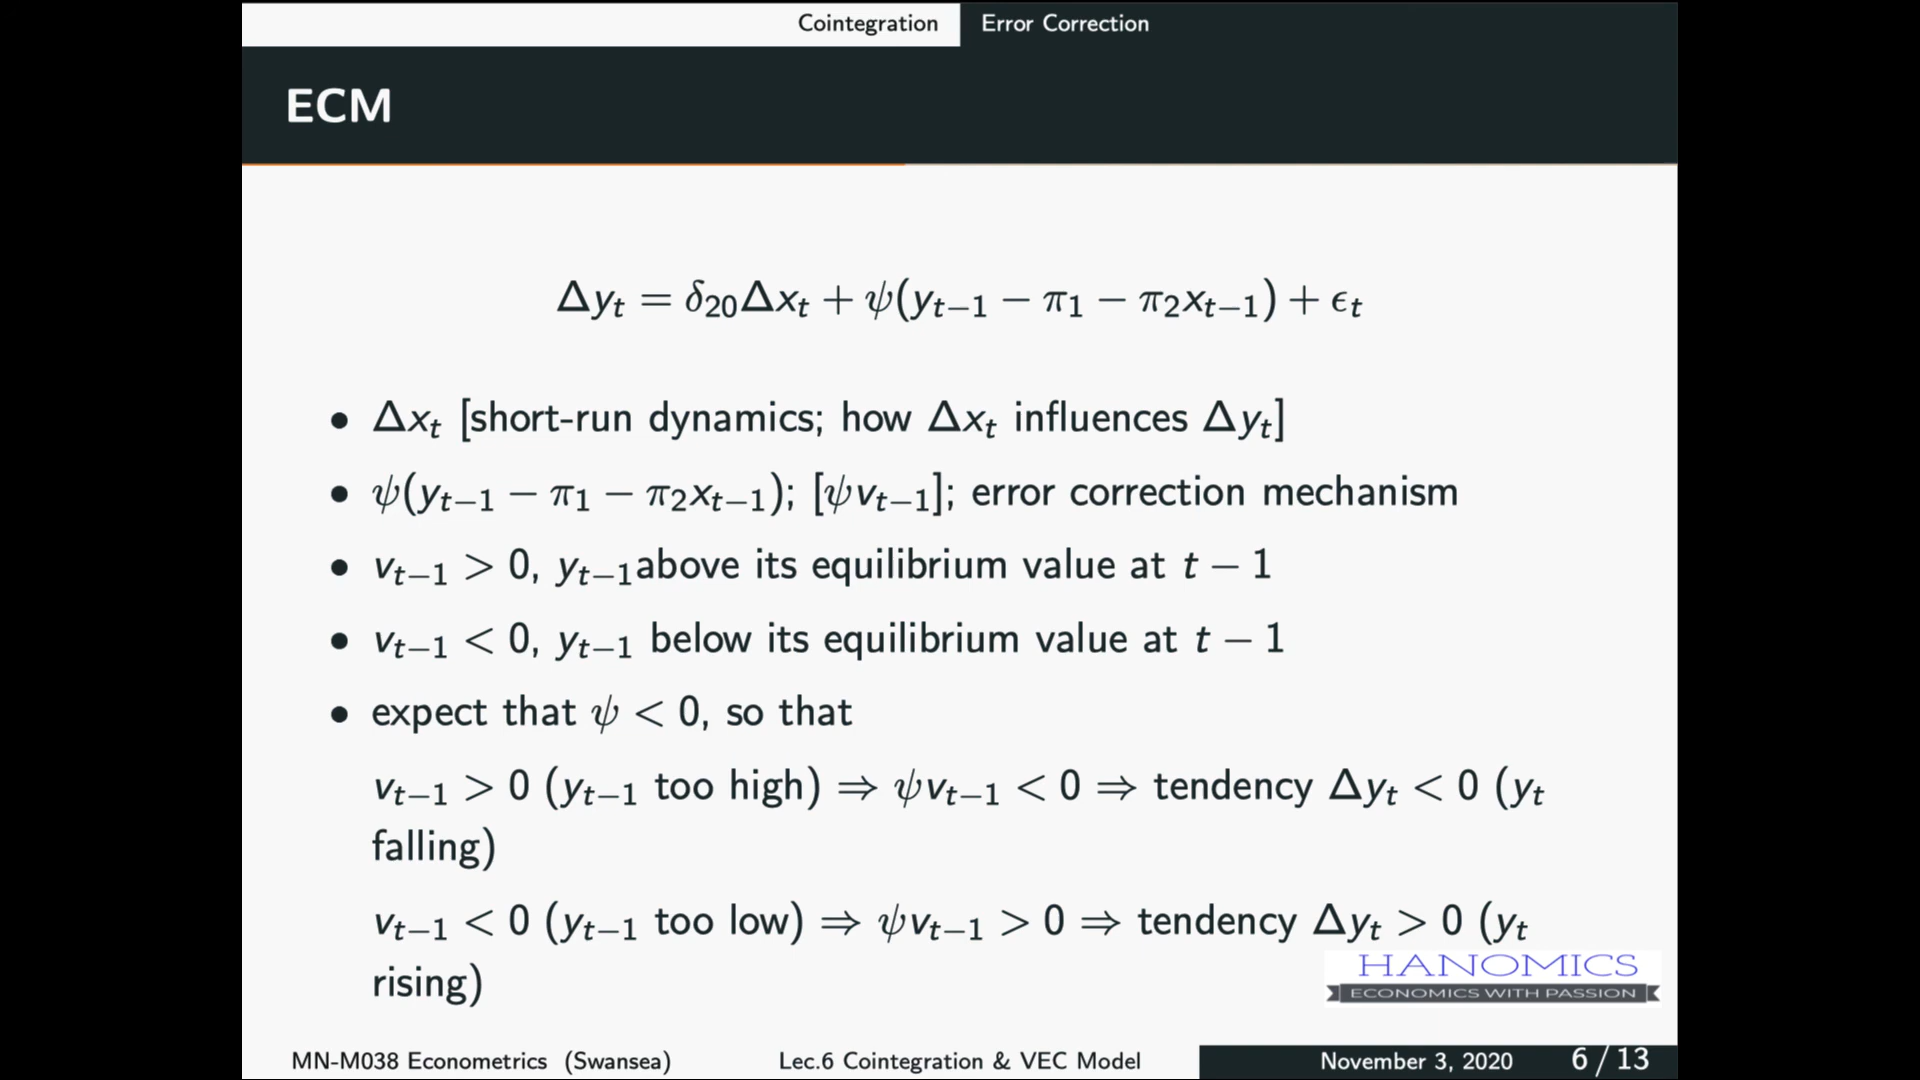 Cointegration Error Correction
ECM
Δyₜ = δ₂₀Δxₜ + ψ(yₜ₋₁ − π₁ − π₂xₜ₋₁) + ϵₜ
• Δxₜ [short-run dynamics; how Δxₜ influences Δyₜ]
• ψ(yₜ₋₁ − π₁ − π₂xₜ₋₁); [ψvₜ₋₁]; error correction mechanism
• vₜ₋₁ > 0, yₜ₋₁above its equilibrium value at t − 1
• vₜ₋₁ < 0, yₜ₋₁ below its equilibrium value at t − 1
• expect that ψ < 0, so that
vₜ₋₁ > 0 (yₜ₋₁ too high) ⇒ ψvₜ₋₁ < 0 ⇒ tendency Δyₜ < 0 (yₜ
falling)
vₜ₋₁ < 0 (yₜ₋₁ too low) ⇒ ψvₜ₋₁ > 0 ⇒ tendency Δyₜ > 0 (yₜ
rising)
HANOMICS
ECONOMICS WITH PASSION
MN-M038 Econometrics (Swansea) Lec.6 Cointegration & VEC Model November 3, 2020 6 / 13